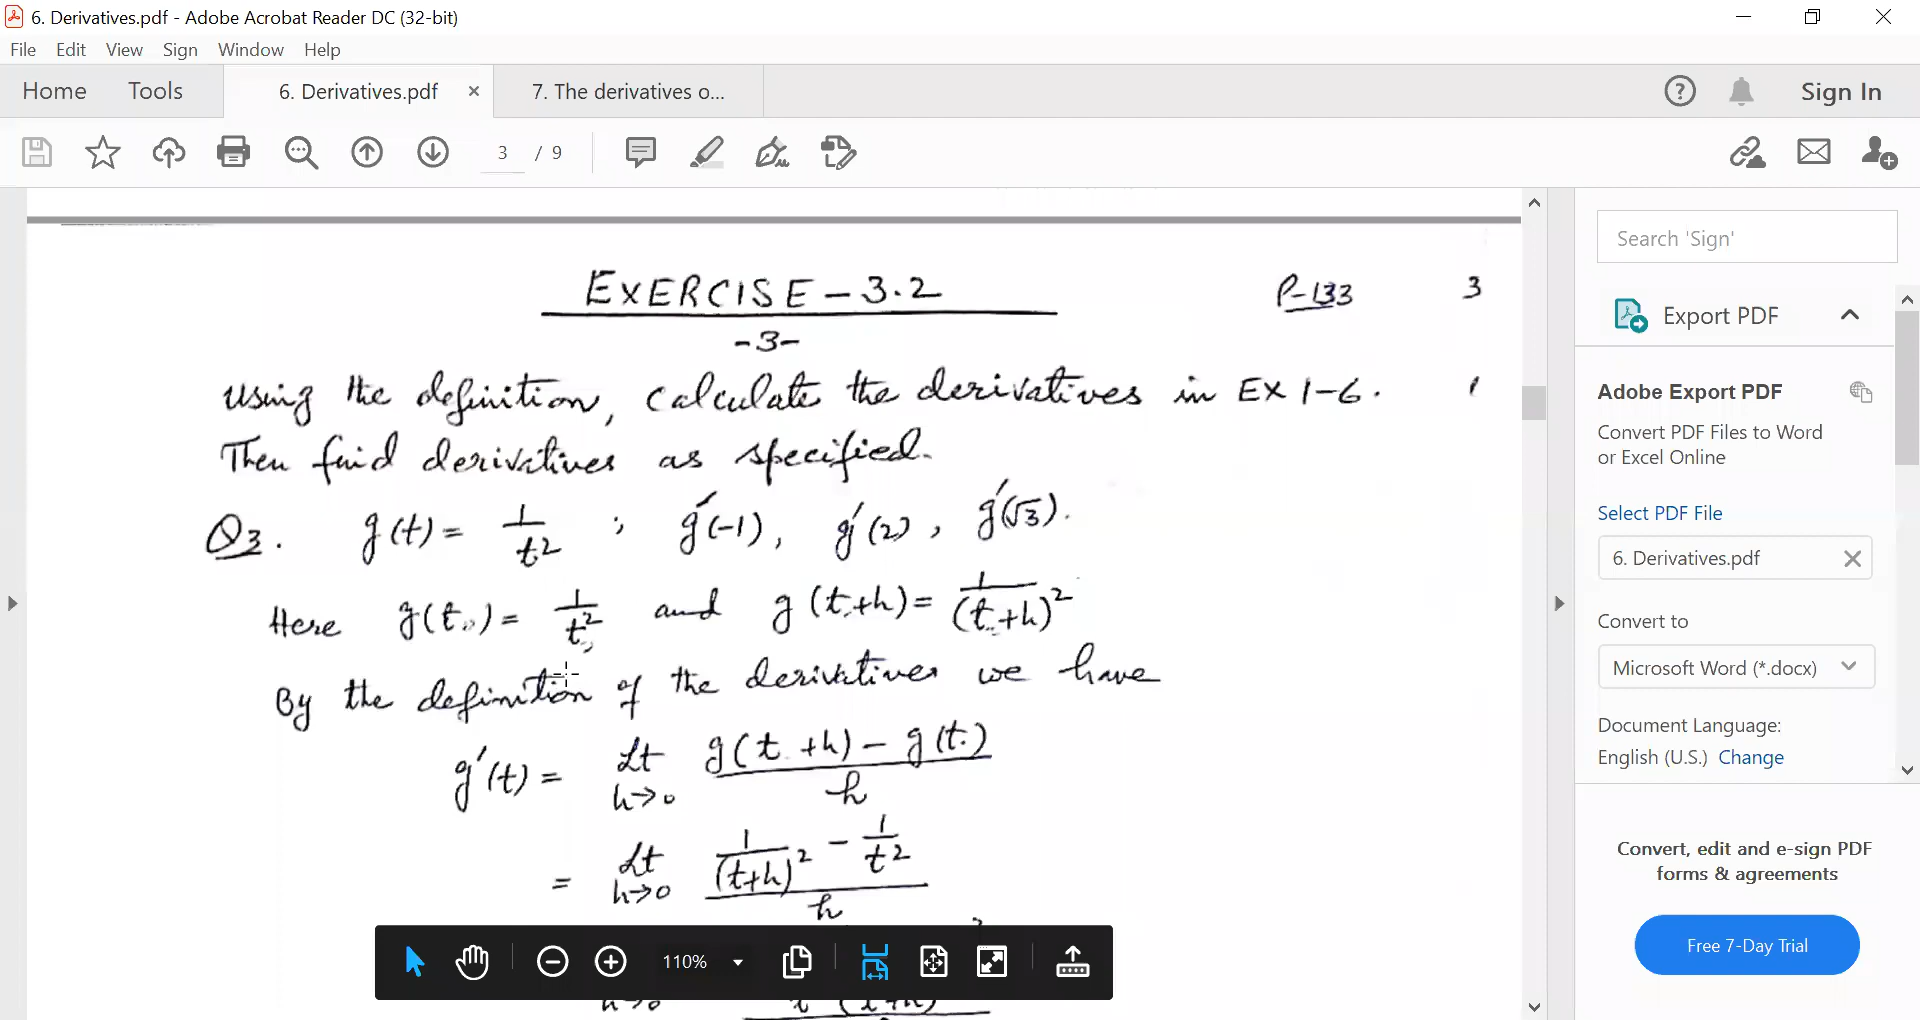 6. Derivatives.pdf - Adobe Acrobat Reader DC (32-bit)
File Edit View Sign Window Help
Home Tools 6. Derivatives.pdf × 7. The derivatives o... Sign In
3 / 9
EXERCISE - 3.2 P-133 3
-3-
Using the definition, calculate the derivatives in EX 1-6. 1
Then find derivatives as specified.
Q3. g(t) = 1/t² ; g′(-1), g′(2), g′(√3).
Here g(t.) = 1/t² and g(t+h) = 1/(t+h)²
By the definition of the derivatives we have
g′(t) = Lt h→0 (g(t+h) - g(t.))/h
= Lt h→0 (1/(t+h)² - 1/t²)/h
h→0
110%
Search 'Sign'
Export PDF
Adobe Export PDF
Convert PDF Files to Word
or Excel Online
Select PDF File
6. Derivatives.pdf
Convert to
Microsoft Word (*.docx)
Document Language:
English (U.S.) Change
Convert, edit and e-sign PDF
forms & agreements
Free 7-Day Trial